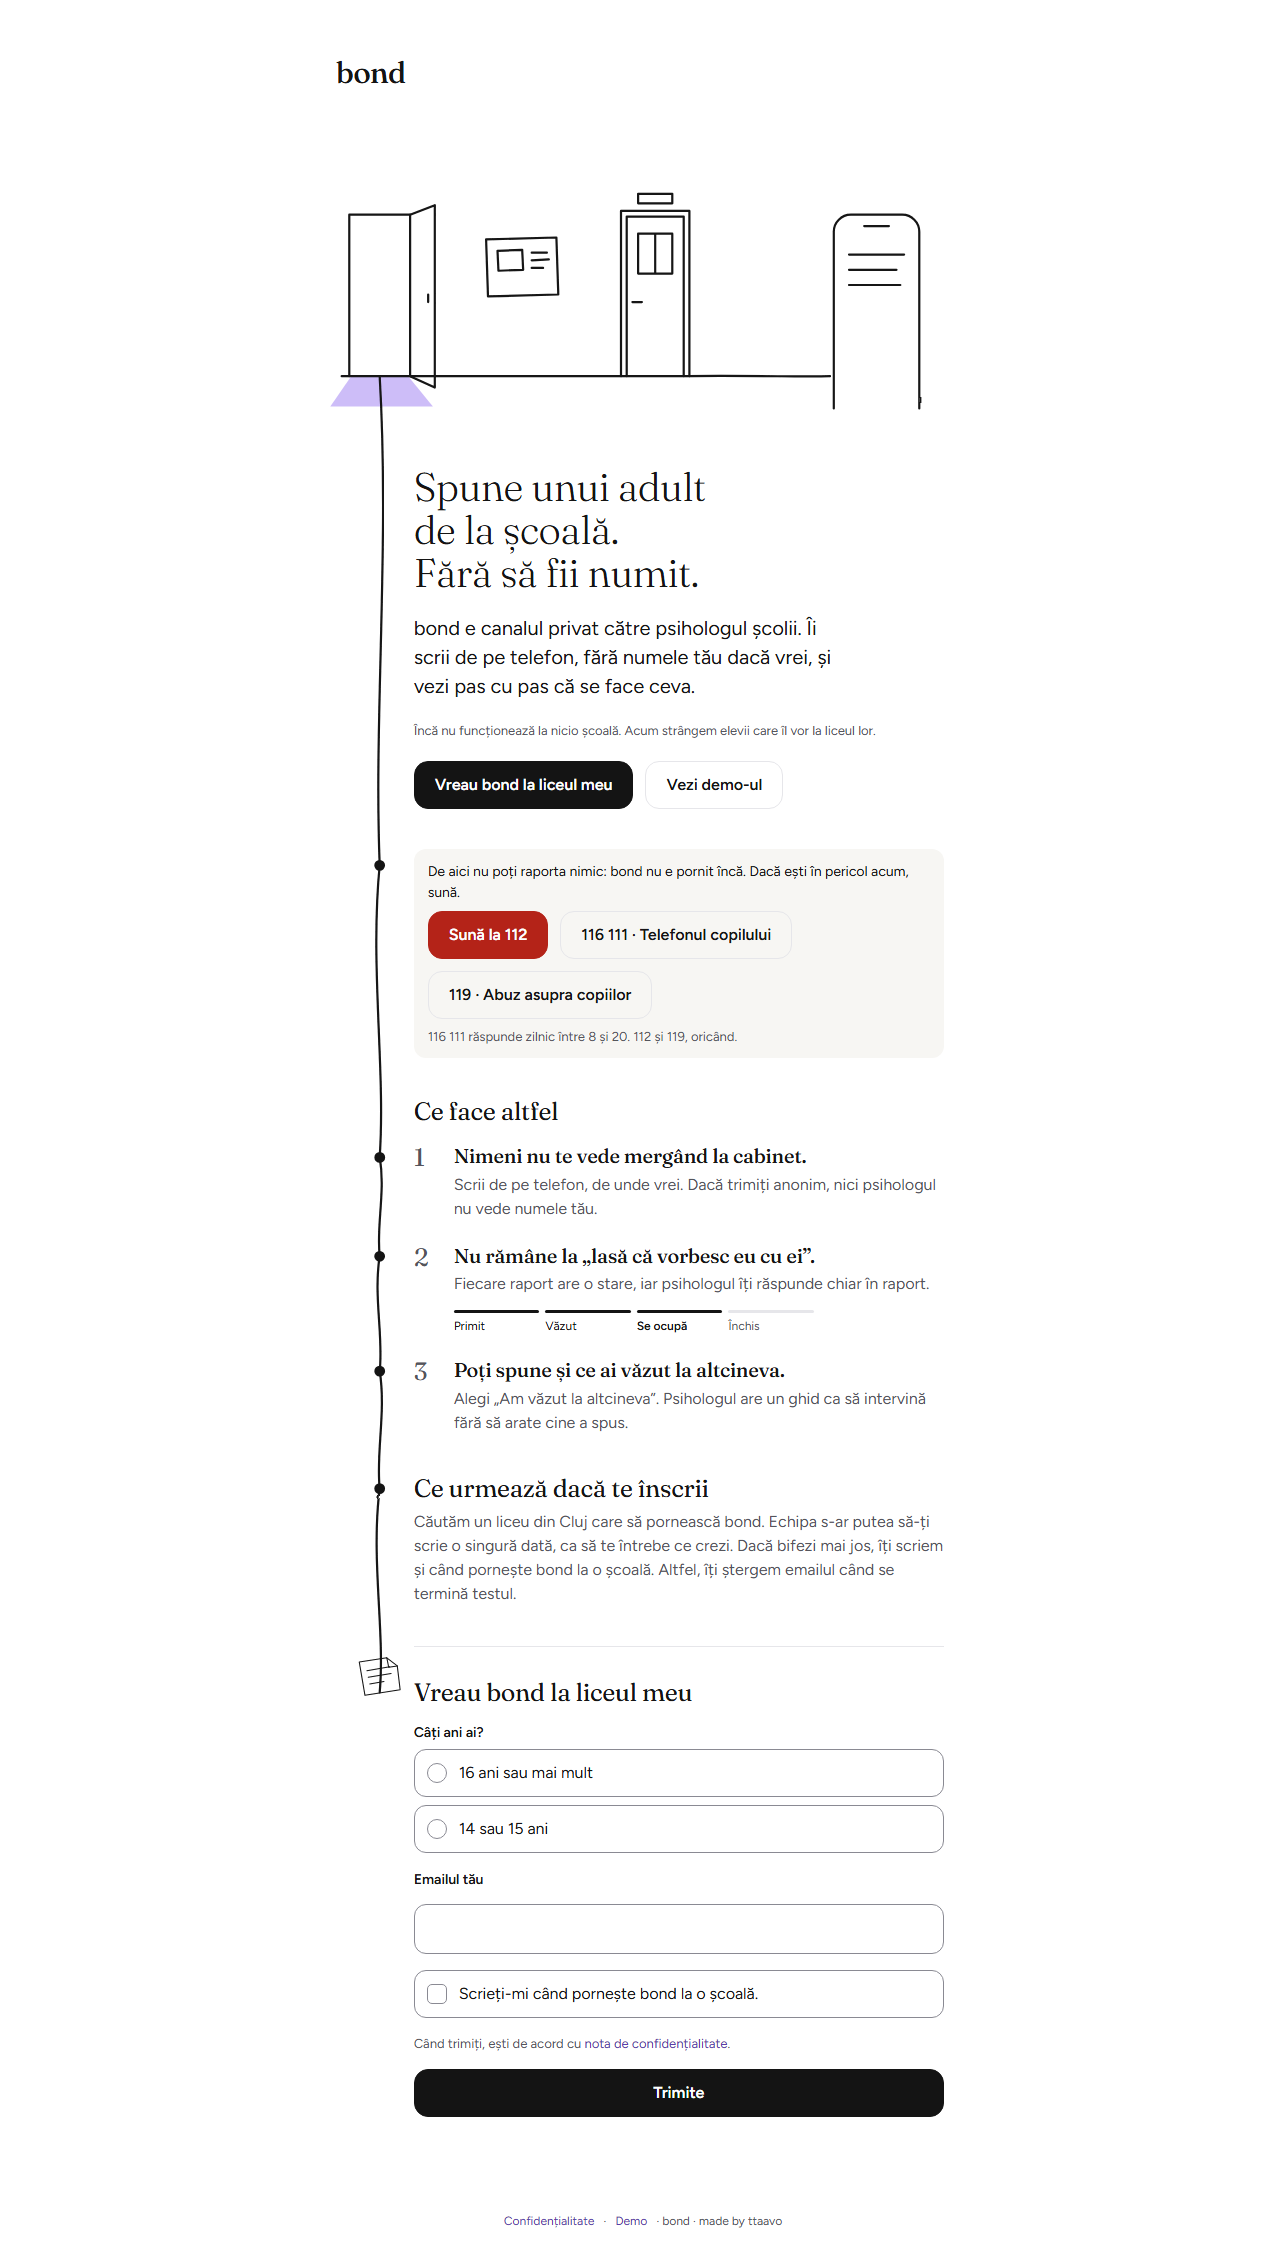 bond
Spune unui adult
de la școală.
Fără să fii numit.
bond e canalul privat către psihologul școlii. Îi
scrii de pe telefon, fără numele tău dacă vrei, și
vezi pas cu pas că se face ceva.
Încă nu funcționează la nicio școală. Acum strângem elevii care îl vor la liceul lor.
Vreau bond la liceul meu
Vezi demo-ul
De aici nu poți raporta nimic: bond nu e pornit încă. Dacă ești în pericol acum,
sună.
Sună la 112
116 111 · Telefonul copilului
119 · Abuz asupra copiilor
116 111 răspunde zilnic între 8 și 20. 112 și 119, oricând.
Ce face altfel
1 Nimeni nu te vede mergând la cabinet.
Scrii de pe telefon, de unde vrei. Dacă trimiți anonim, nici psihologul
nu vede numele tău.
2 Nu rămâne la „lasă că vorbesc eu cu ei”.
Fiecare raport are o stare, iar psihologul îți răspunde chiar în raport.
Primit Văzut Se ocupă Închis
3 Poți spune și ce ai văzut la altcineva.
Alegi „Am văzut la altcineva”. Psihologul are un ghid ca să intervină
fără să arate cine a spus.
Ce urmează dacă te înscrii
Căutăm un liceu din Cluj care să pornească bond. Echipa s-ar putea să-ți
scrie o singură dată, ca să te întrebe ce crezi. Dacă bifezi mai jos, îți scriem
și când pornește bond la o școală. Altfel, îți ștergem emailul când se
termină testul.
Vreau bond la liceul meu
Câți ani ai?
16 ani sau mai mult
14 sau 15 ani
Emailul tău
Scrieți-mi când pornește bond la o școală.
Când trimiți, ești de acord cu nota de confidențialitate.
Trimite
Confidențialitate · Demo · bond · made by ttaavo